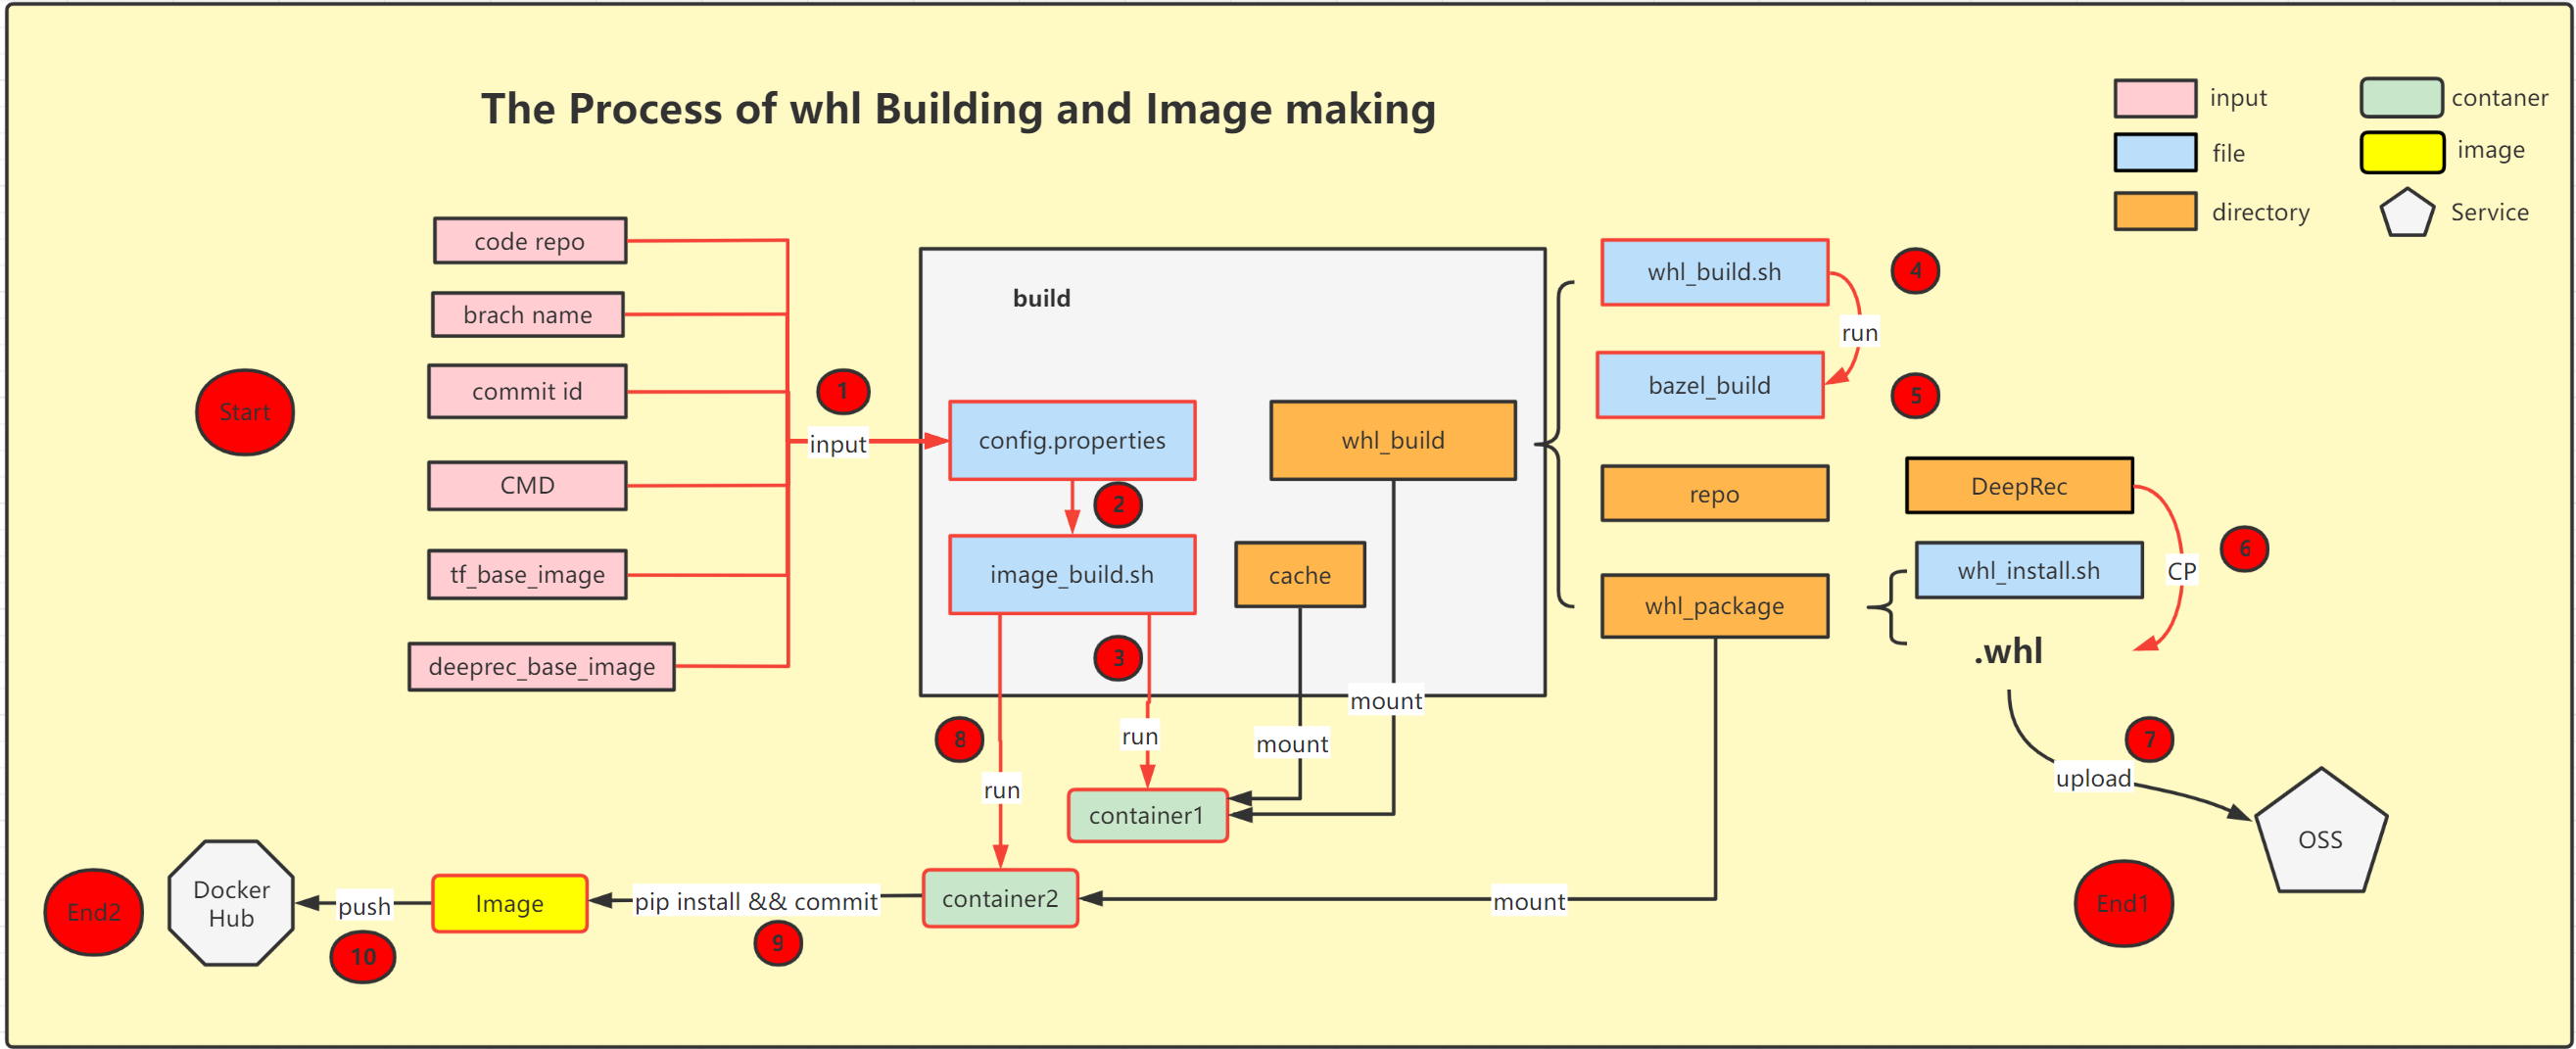 The Process of whl Building and Image making
input
contaner
file
image
directory
Service
Start
code repo
brach name
commit id
CMD
tf_base_image
deeprec_base_image
1
input
build
config.properties
2
image_build.sh
3
whl_build
cache
whl_build.sh
4
run
bazel_build
5
repo
whl_package
DeepRec
whl_install.sh
CP
6
.whl
7
upload
OSS
End1
mount
mount
run
container1
8
run
container2
mount
pip install && commit
9
Image
push
10
Docker
Hub
End2